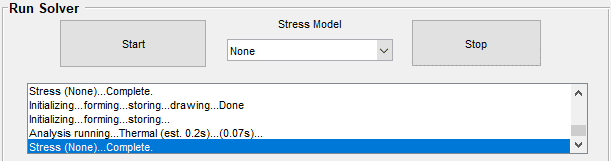 Run Solver
Stress Model
Start
None
Stop
Stress (None)...Complete.
Initializing...forming...storing...drawing...Done
Initializing...forming...storing...
Analysis running...Thermal (est. 0.2s)...(0.07s)...
Stress (None)...Complete.